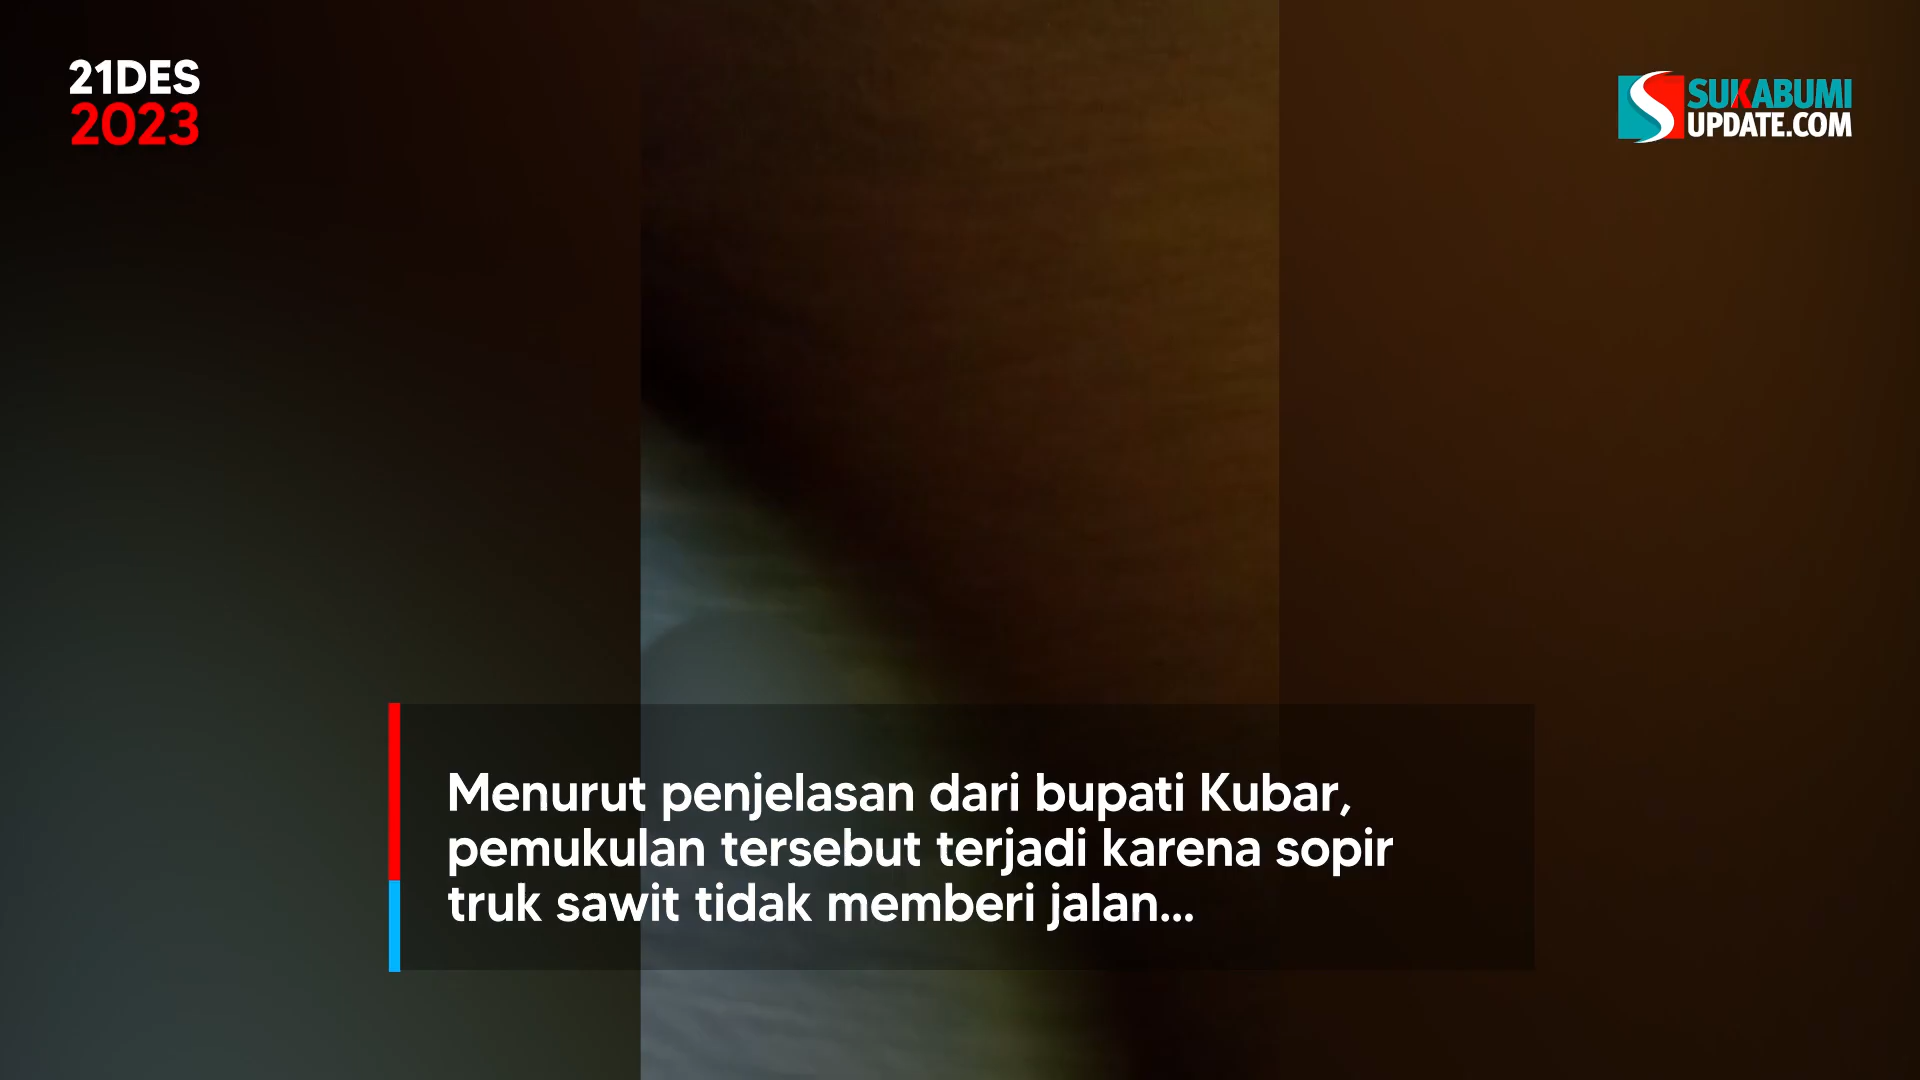 21DES
2023
SUKABUMI
UPDATE.COM
Menurut penjelasan dari bupati Kubar,
pemukulan tersebut terjadi karena sopir
truk sawit tidak memberi jalan...